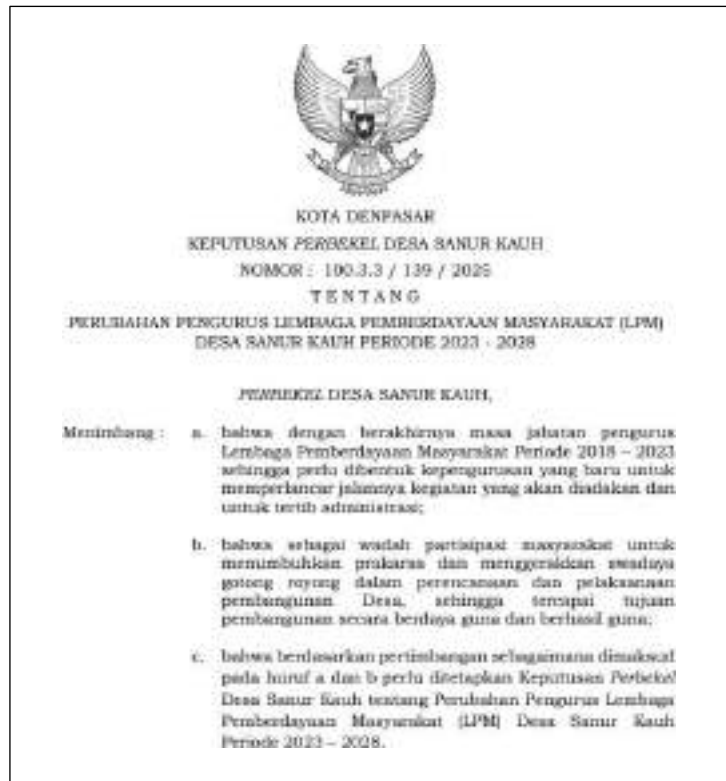 KOTA DENPASAR
KEPUTUSAN PERBEKEL DESA SANUR KAUH
NOMOR : 100.3.3 / 139 / 2025
TENTANG
PERUBAHAN PENGURUS LEMBAGA PEMBERDAYAAN MASYARAKAT (LPM)
DESA SANUR KAUH PERIODE 2023 - 2028
PERBEKEL DESA SANUR KAUH,
Menimbang : a. bahwa dengan berakhirnya masa jabatan pengurus
Lembaga Pemberdayaan Masyarakat Periode 2018 – 2023
sehingga perlu dibentuk kepengurusan yang baru untuk
memperlancar jalannya kegiatan yang akan diadakan dan
untuk tertib administrasi;
b. bahwa sebagai wadah partisipasi masyarakat untuk
menumbuhkan prakarsa dan menggerakkan swadaya
gotong royong dalam perencanaan dan pelaksanaan
pembangunan Desa, sehingga tercapai tujuan
pembangunan secara berdaya guna dan berhasil guna;
c. bahwa berdasarkan pertimbangan sebagaimana dimaksud
pada huruf a dan b perlu ditetapkan Keputusan Perbekel
Desa Sanur Kauh tentang Perubahan Pengurus Lembaga
Pemberdayaan Masyarakat (LPM) Desa Sanur Kauh
Periode 2023 – 2028.